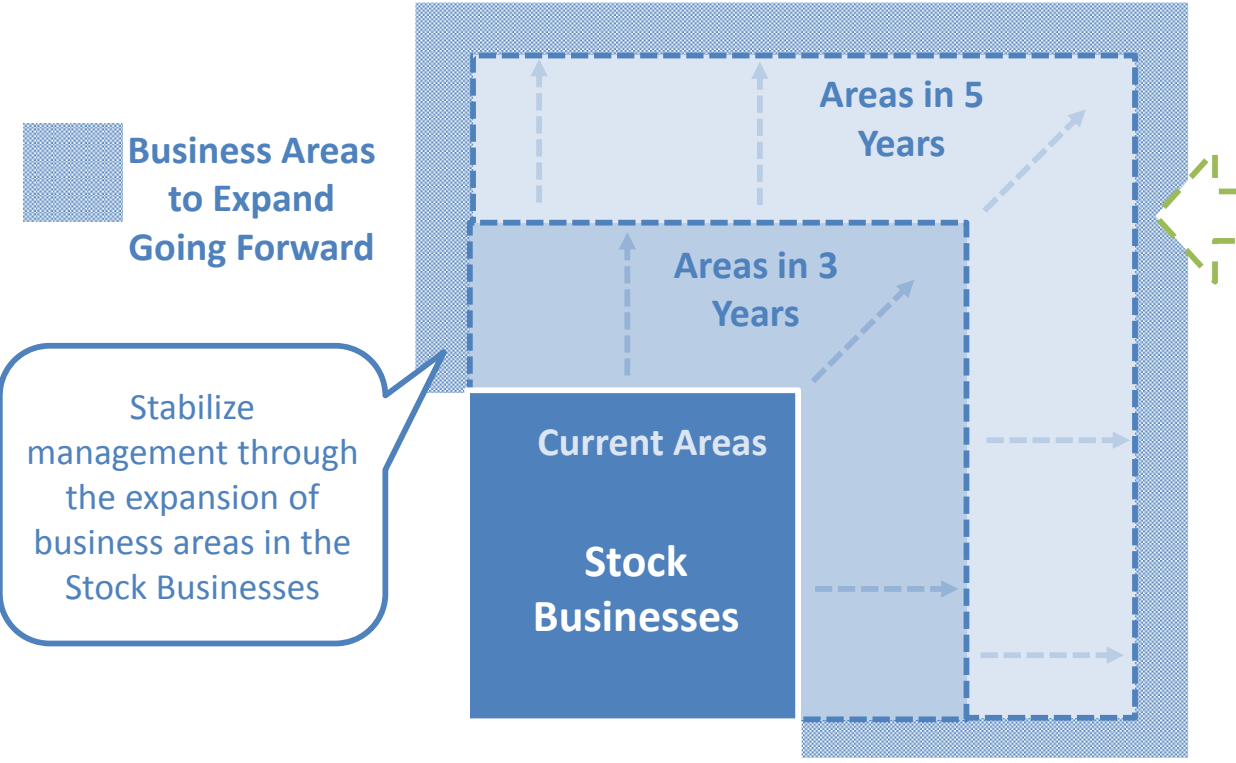 Business Areas
to Expand
Going Forward
Areas in 5
Years
Areas in 3
Years
Stabilize
management through
the expansion of
business areas in the
Stock Businesses
Current Areas
Stock
Businesses